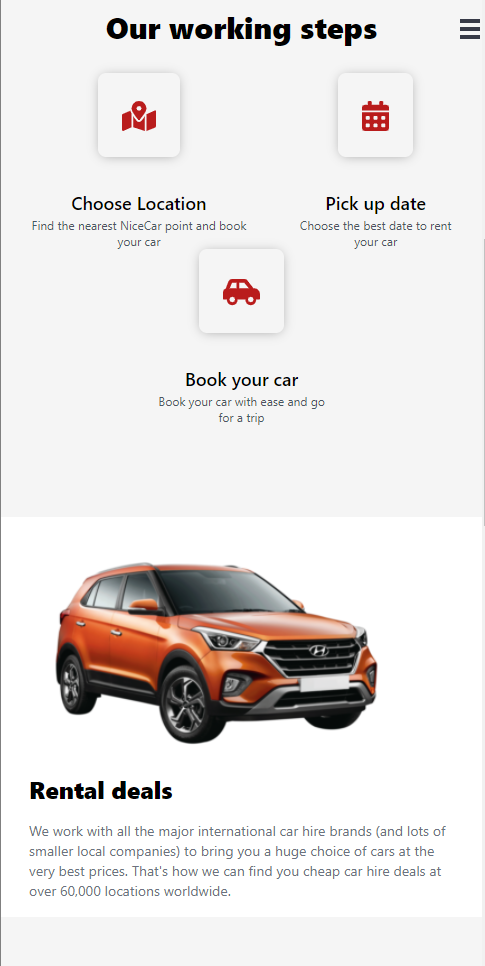 Our working steps
Choose Location
Find the nearest NiceCar point and book
your car
Pick up date
Choose the best date to rent
your car
Book your car
Book your car with ease and go
for a trip
Rental deals
We work with all the major international car hire brands (and lots of
smaller local companies) to bring you a huge choice of cars at the
very best prices. That's how we can find you cheap car hire deals at
over 60,000 locations worldwide.